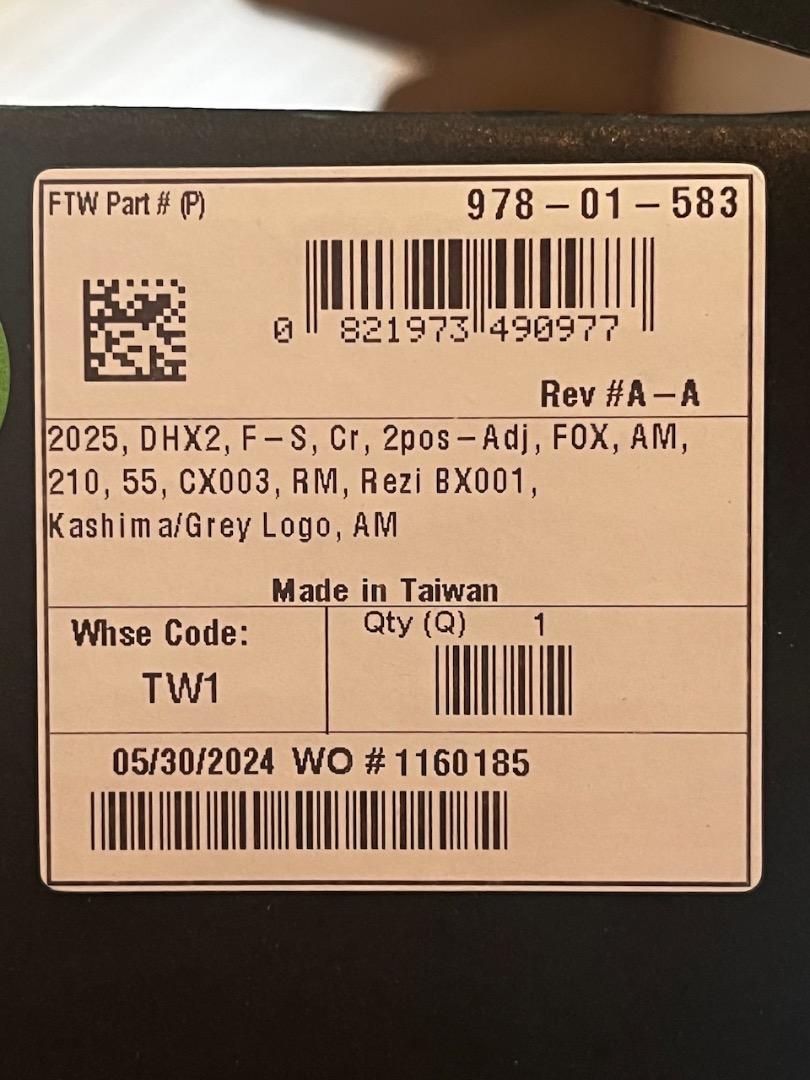 FTW Part # (P)
978-01-583
0 821973 490977
Rev #A-A
2025, DHX2, F-S, Cr, 2pos-Adj, FOX, AM,
210, 55, CX003, RM, Rezi BX001,
Kashima/Grey Logo, AM
Made in Taiwan
Whse Code:
TW1
Qty (Q) 1
05/30/2024 WO # 1160185